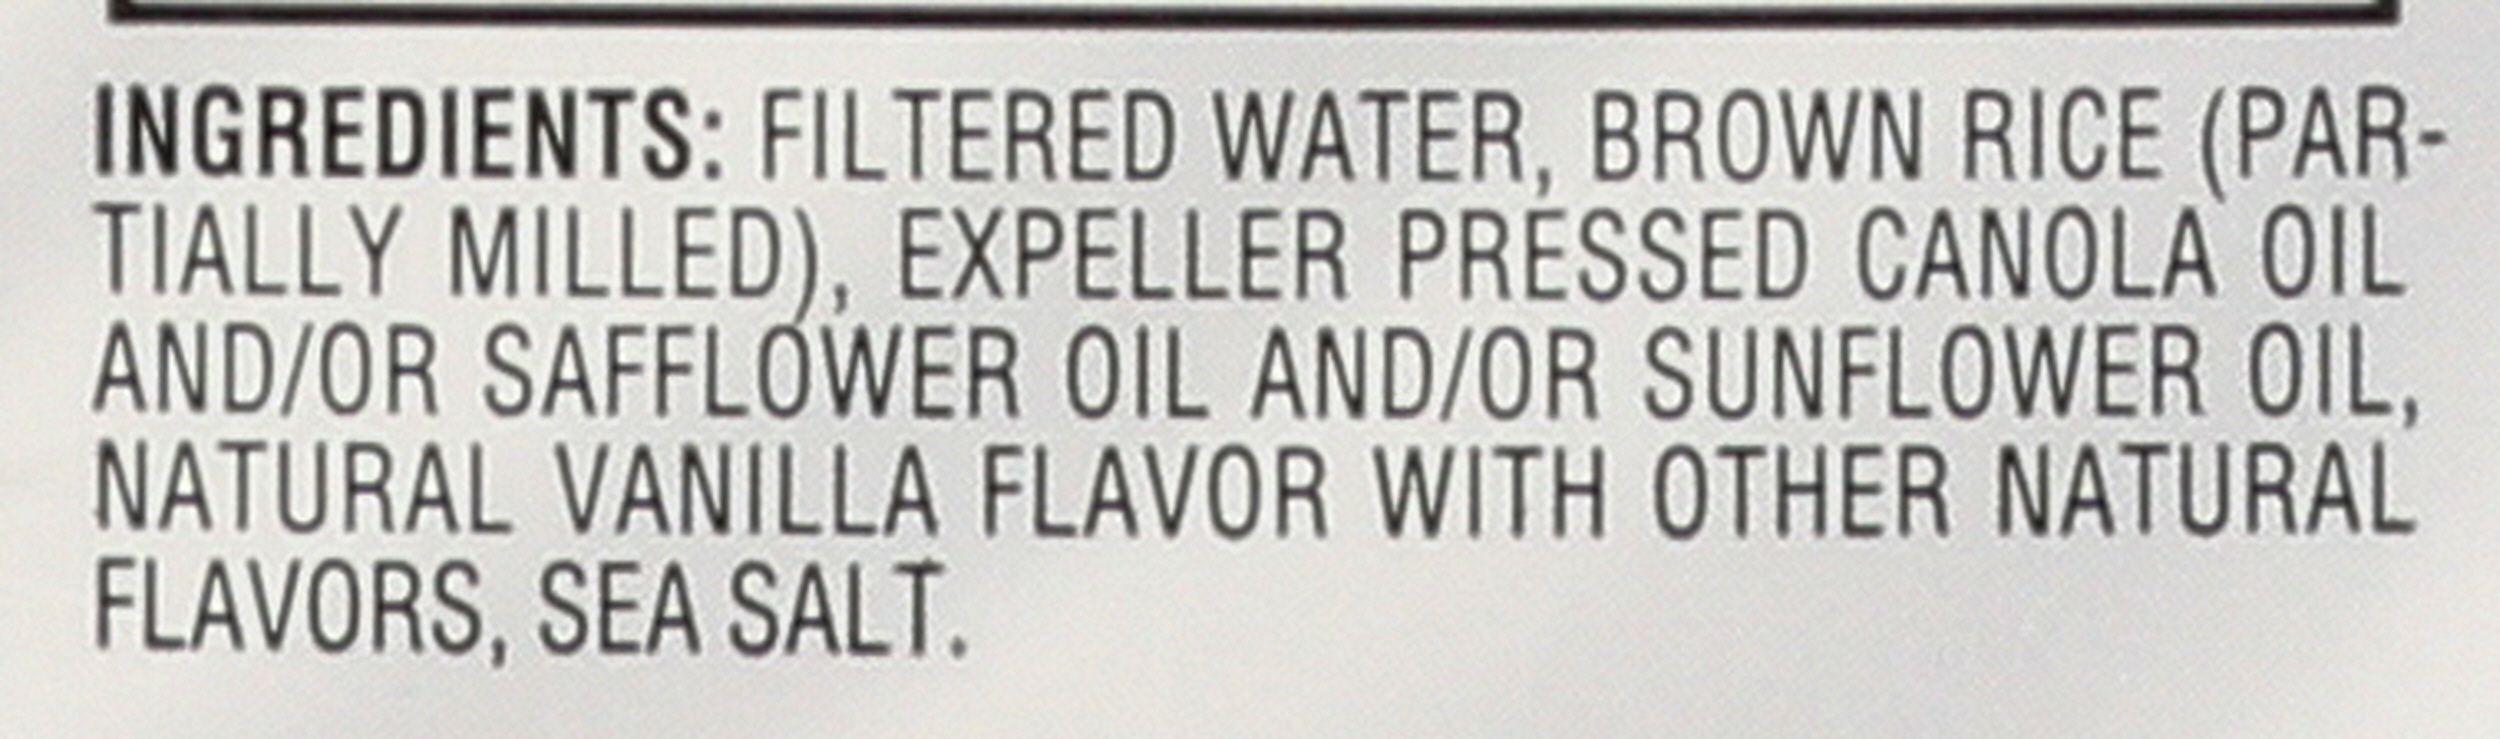 INGREDIENTS: FILTERED WATER, BROWN RICE (PAR-
TIALLY MILLED), EXPELLER PRESSED CANOLA OIL
AND/OR SAFFLOWER OIL AND/OR SUNFLOWER OIL,
NATURAL VANILLA FLAVOR WITH OTHER NATURAL
FLAVORS, SEA SALT.